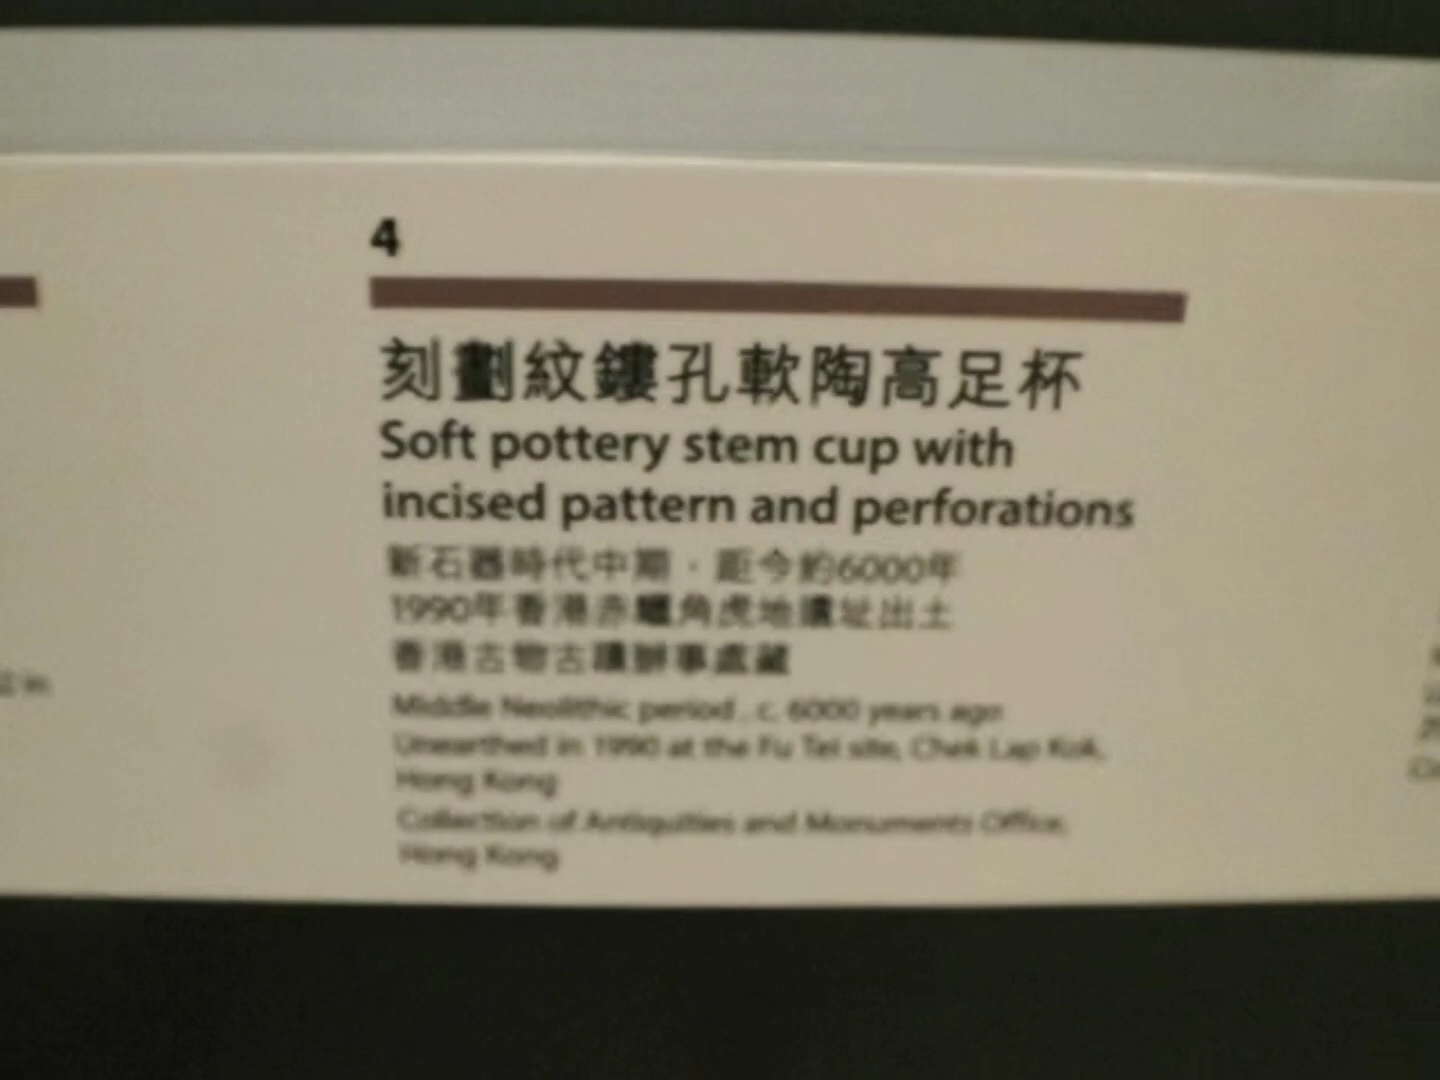 4
刻劃紋鏤孔軟陶高足杯
Soft pottery stem cup with
incised pattern and perforations
新石器時代中期，距今約6000年
1990年香港赤鱲角虎地遺址出土
香港古物古蹟辦事處藏
Middle Neolithic period, c. 6000 years ago
Unearthed in 1990 at the Fu Tei site, Chek Lap Kok,
Hong Kong
Collection of Antiquities and Monuments Office,
Hong Kong